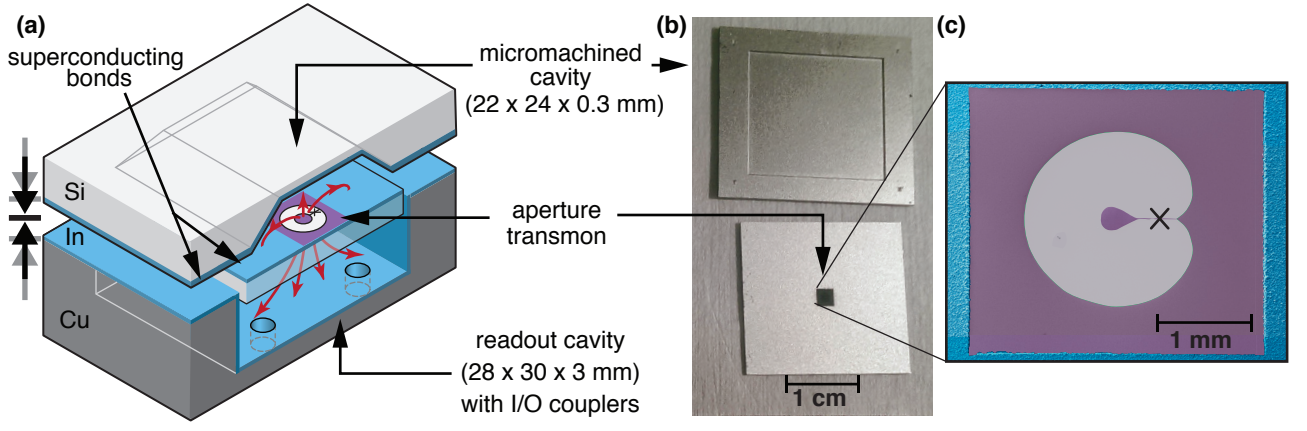 (a)
superconducting
bonds
micromachined
cavity
(22 x 24 x 0.3 mm)
Si
In
Cu
aperture
transmon
readout cavity
(28 x 30 x 3 mm)
with I/O couplers
(b)
1 cm
(c)
1 mm